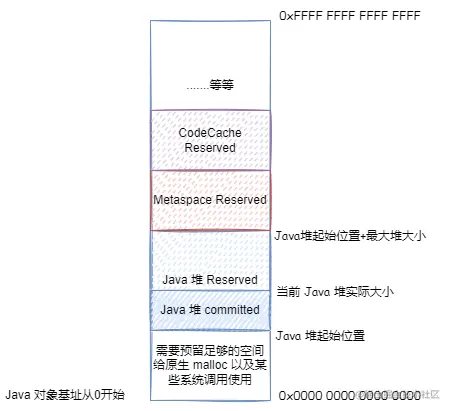 0xFFFF FFFF FFFF FFFF
.......等等
CodeCache
Reserved
Metaspace Reserved
Java堆起始位置+最大堆大小
Java 堆 Reserved
当前 Java 堆实际大小
Java 堆 committed
Java 堆起始位置
需要预留足够的空间
给原生 malloc 以及某
些系统调用使用
Java 对象基址从0开始
0x0000 0000 0000 0000